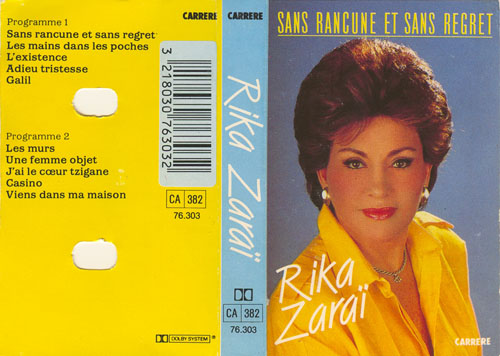 Programme 1
Sans rancune et sans regret
Les mains dans les poches
L'existence
Adieu tristesse
Galil
Programme 2
Les murs
Une femme objet
J'ai le cœur tzigane
Casino
Viens dans ma maison
CARRERE
3 218030 763032
CA 382
76.303
DOLBY SYSTEM
CARRERE
Rika Zaraï
CA 382
76.303
SANS RANCUNE ET SANS REGRET
Rika
Zaraï
CARRERE